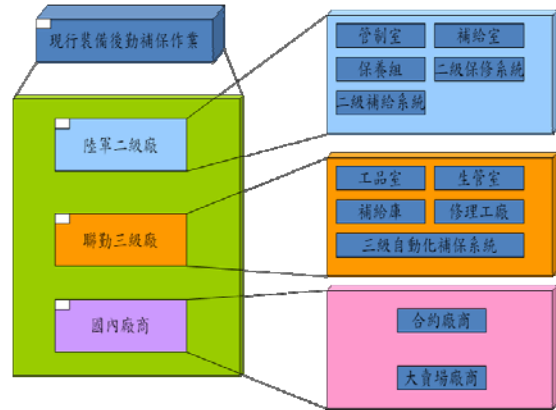 現行裝備後勤補保作業
陸軍二級廠
聯勤三級廠
國內廠商
管制室
補給室
保養組
二級保修系統
二級補給系統
工品室
生管室
補給庫
修理工廠
三級自動化補保系統
合約廠商
大賣場廠商